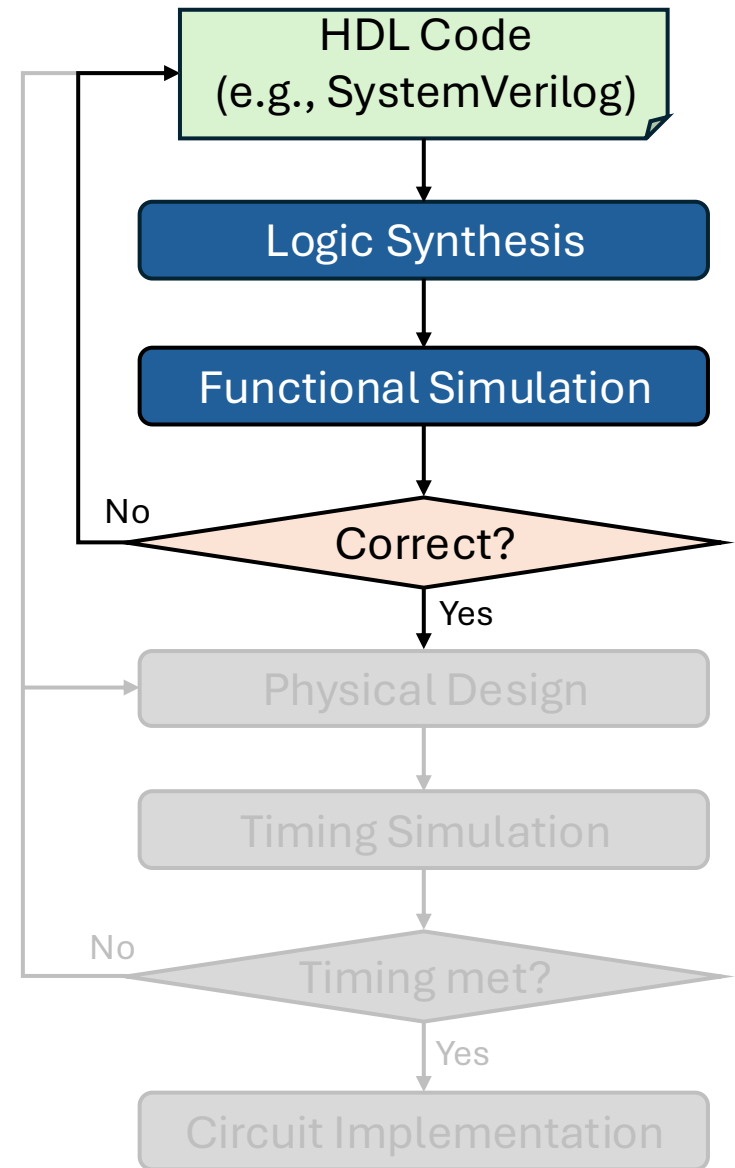 HDL Code
(e.g., SystemVerilog)
Logic Synthesis
Functional Simulation
Correct?
No
Yes
Physical Design
Timing Simulation
Timing met?
No
Yes
Circuit Implementation